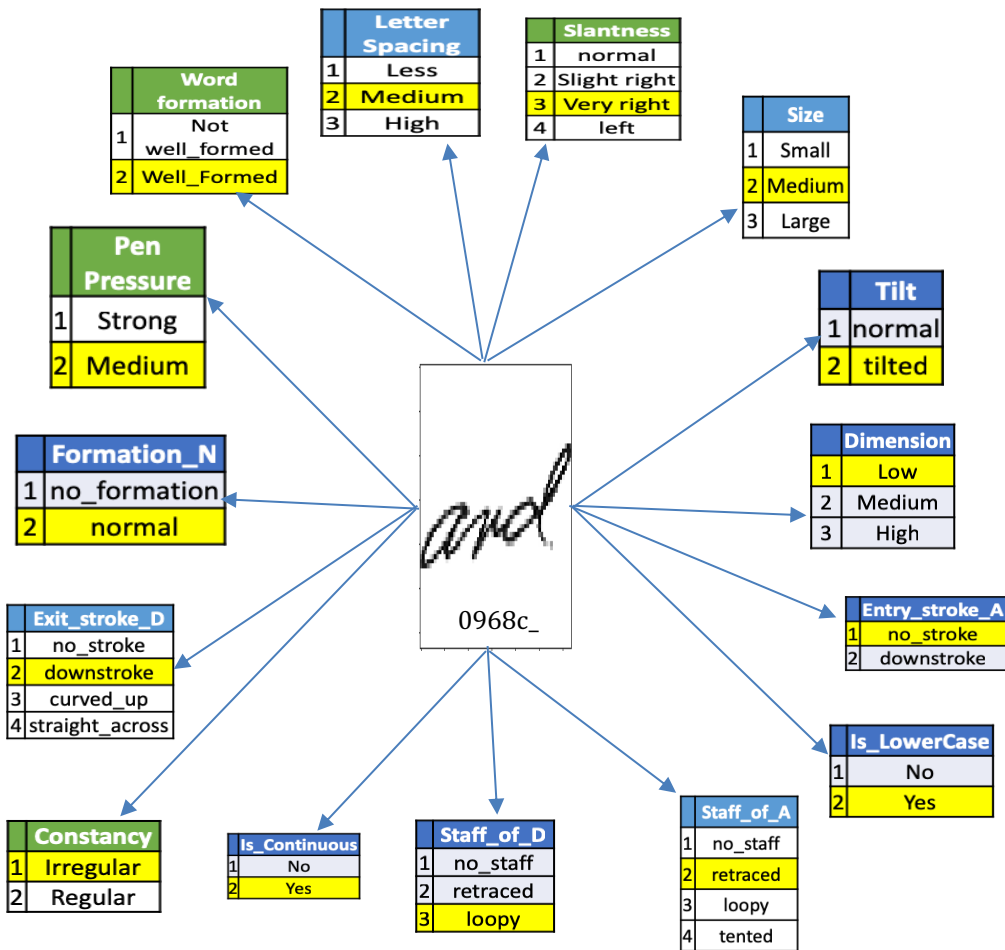 Letter Spacing
1 Less
2 Medium
3 High
Slantness
1 normal
2 Slight right
3 Very right
4 left
Word formation
1 Not well_formed
2 Well_Formed
Size
1 Small
2 Medium
3 Large
Pen Pressure
1 Strong
2 Medium
Tilt
1 normal
2 tilted
Formation_N
1 no_formation
2 normal
and
0968c_
Dimension
1 Low
2 Medium
3 High
Exit_stroke_D
1 no_stroke
2 downstroke
3 curved_up
4 straight_across
Entry_stroke_A
1 no_stroke
2 downstroke
Is_LowerCase
1 No
2 Yes
Constancy
1 Irregular
2 Regular
Is_Continuous
1 No
2 Yes
Staff_of_D
1 no_staff
2 retraced
3 loopy
Staff_of_A
1 no_staff
2 retraced
3 loopy
4 tented